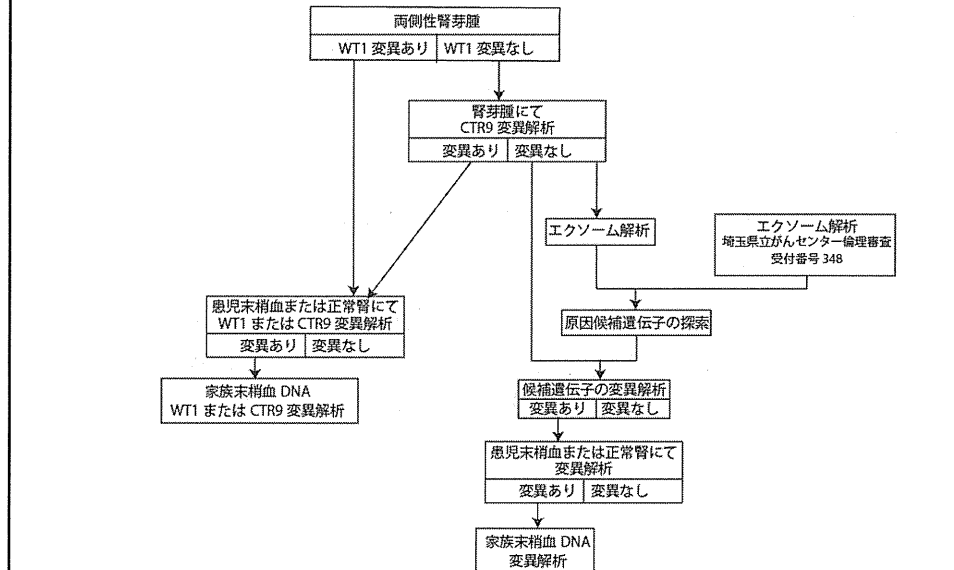 両側性腎芽腫
WT1 変異あり WT1 変異なし
腎芽腫にて
CTR9 変異解析
変異あり 変異なし
エクソーム解析
エクソーム解析
埼玉県立がんセンター倫理審査
受付番号 348
患児末梢血または正常腎にて
WT1 または CTR9 変異解析
変異あり 変異なし
原因候補遺伝子の探索
家族末梢血 DNA
WT1 または CTR9 変異解析
候補遺伝子の変異解析
変異あり 変異なし
患児末梢血または正常腎にて
変異解析
変異あり 変異なし
家族末梢血 DNA
変異解析